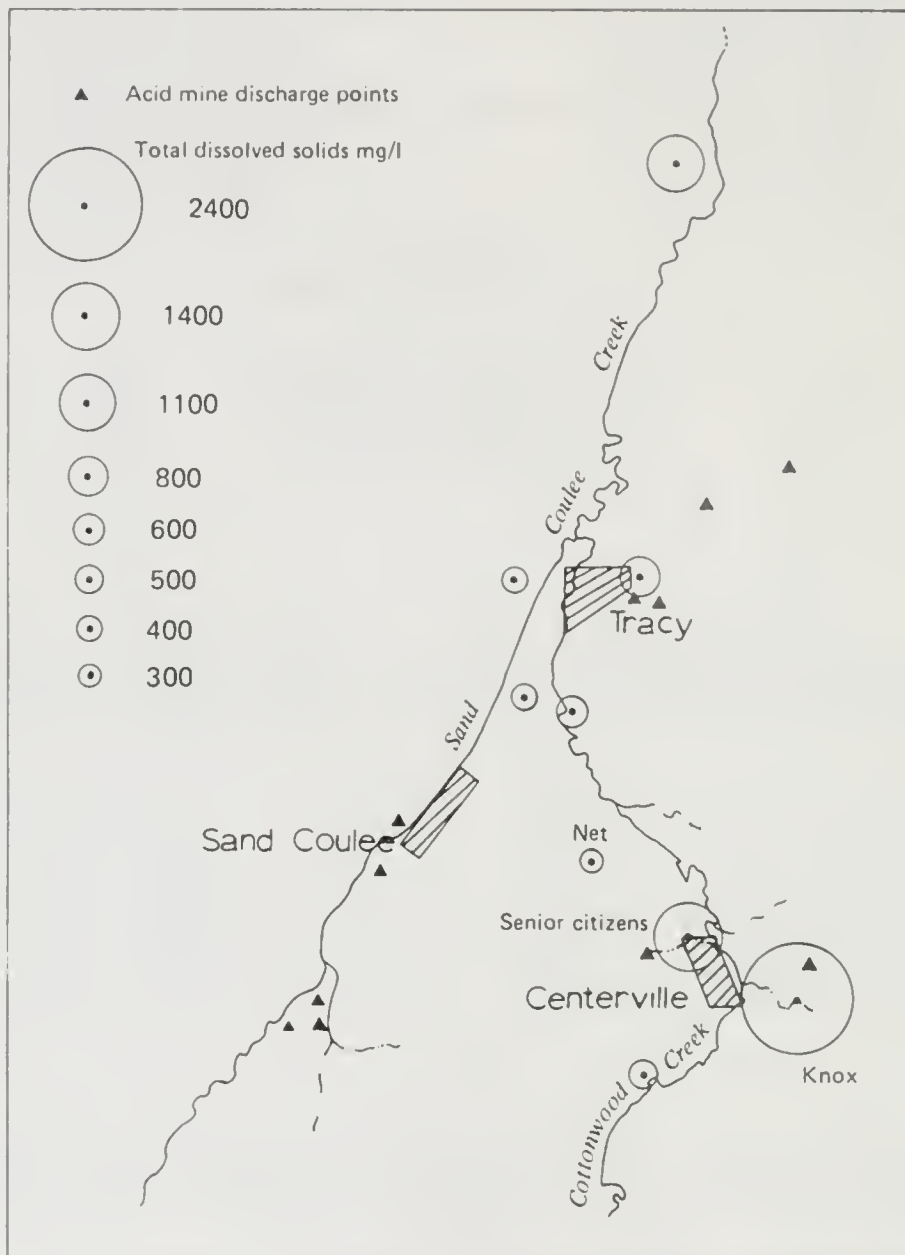 Acid mine discharge points
Total dissolved solids mg/l
2400
1400
1100
800
600
500
400
300
Creek
Coulee
Sand
Tracy
Sand Coulee
Net
Senior citizens
Centerville
Knox
Creek
Cottonwood